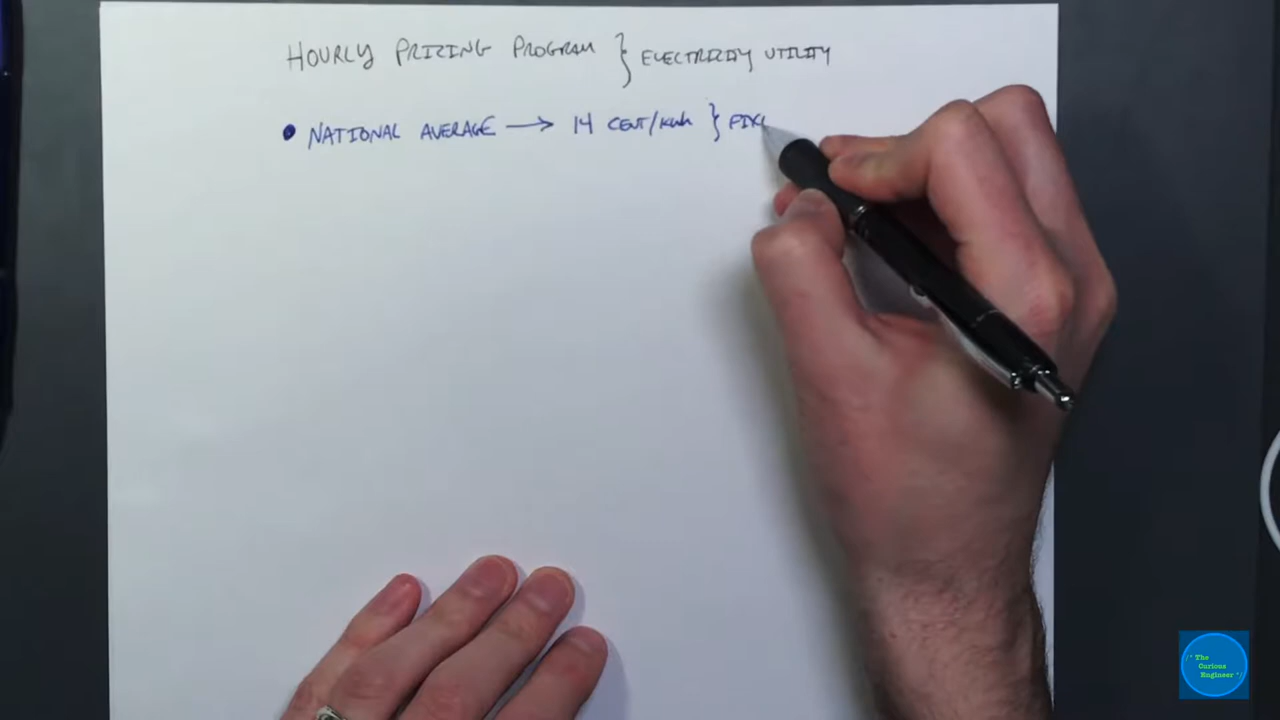 HOURLY PRICING PROGRAM } ELECTRICITY UTILITY
• NATIONAL AVERAGE → 14 CENT/kWh } FIX
/* The
Curious
Engineer */